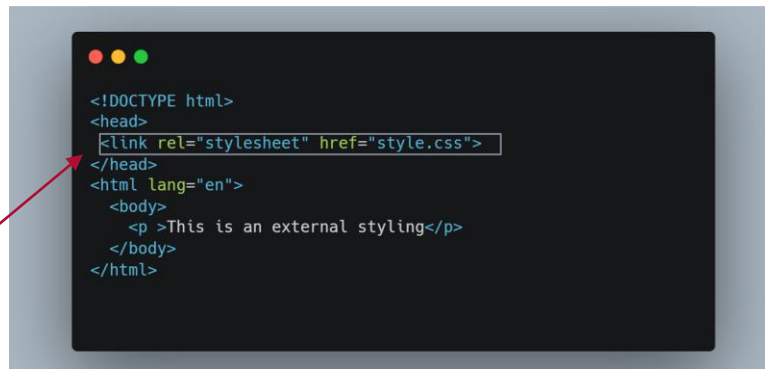 <!DOCTYPE html>
<head>
<link rel="stylesheet" href="style.css">
</head>
<html lang="en">
<body>
<p >This is an external styling</p>
</body>
</html>